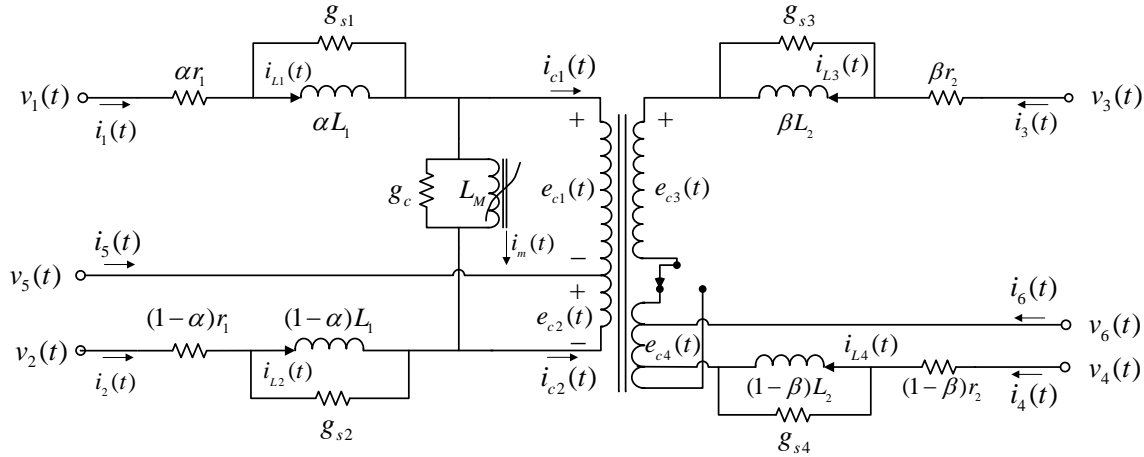 g_{s1}
g_{s3}
αr_1
i_{L1}(t)
i_{c1}(t)
i_{L3}(t)
βr_2
v_1(t)
i_1(t)
αL_1
βL_2
i_3(t)
v_3(t)
+
+
g_c
L_M
e_{c1}(t)
e_{c3}(t)
i_5(t)
i_m(t)
v_5(t)
−
+
i_6(t)
(1−α)r_1
(1−α)L_1
e_{c2}(t)
v_6(t)
e_{c4}(t)
i_{L4}(t)
v_2(t)
i_2(t)
i_{L2}(t)
−
i_{c2}(t)
(1−β)L_2
(1−β)r_2
i_4(t)
v_4(t)
g_{s2}
g_{s4}